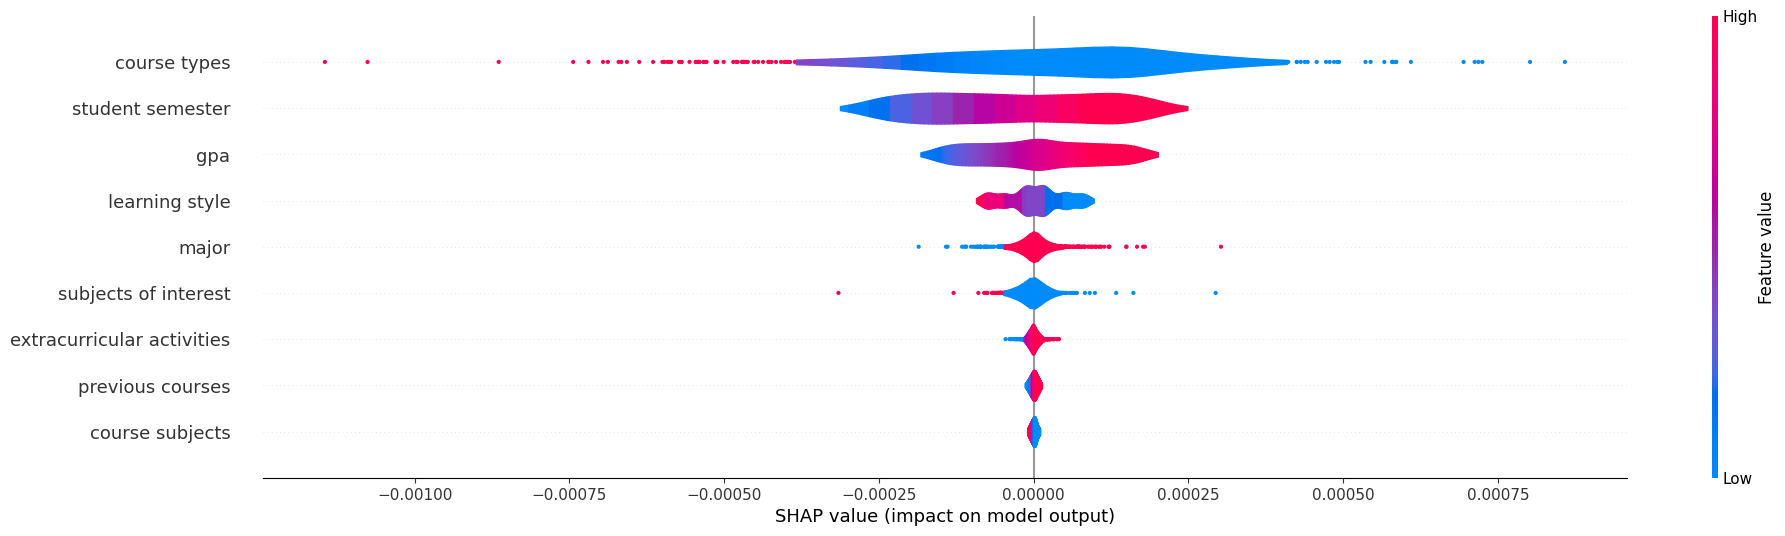 course types
student semester
gpa
learning style
major
subjects of interest
extracurricular activities
previous courses
course subjects
−0.00100 −0.00075 −0.00050 −0.00025 0.00000 0.00025 0.00050 0.00075
SHAP value (impact on model output)
High
Feature value
Low